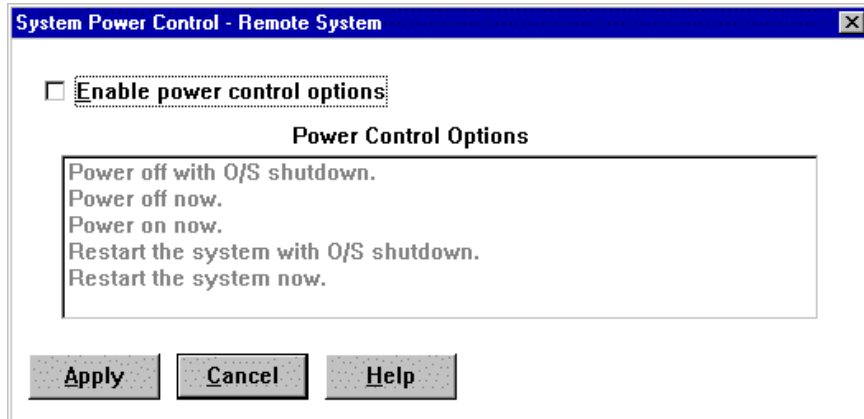 System Power Control - Remote System
Enable power control options
Power Control Options
Power off with O/S shutdown.
Power off now.
Power on now.
Restart the system with O/S shutdown.
Restart the system now.
Apply Cancel Help